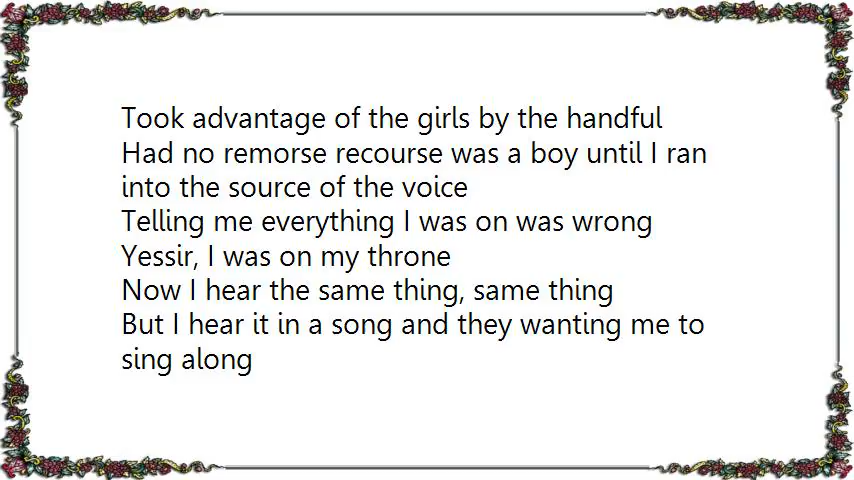 Took advantage of the girls by the handful
Had no remorse recourse was a boy until I ran
into the source of the voice
Telling me everything I was on was wrong
Yessir, I was on my throne
Now I hear the same thing, same thing
But I hear it in a song and they wanting me to
sing along